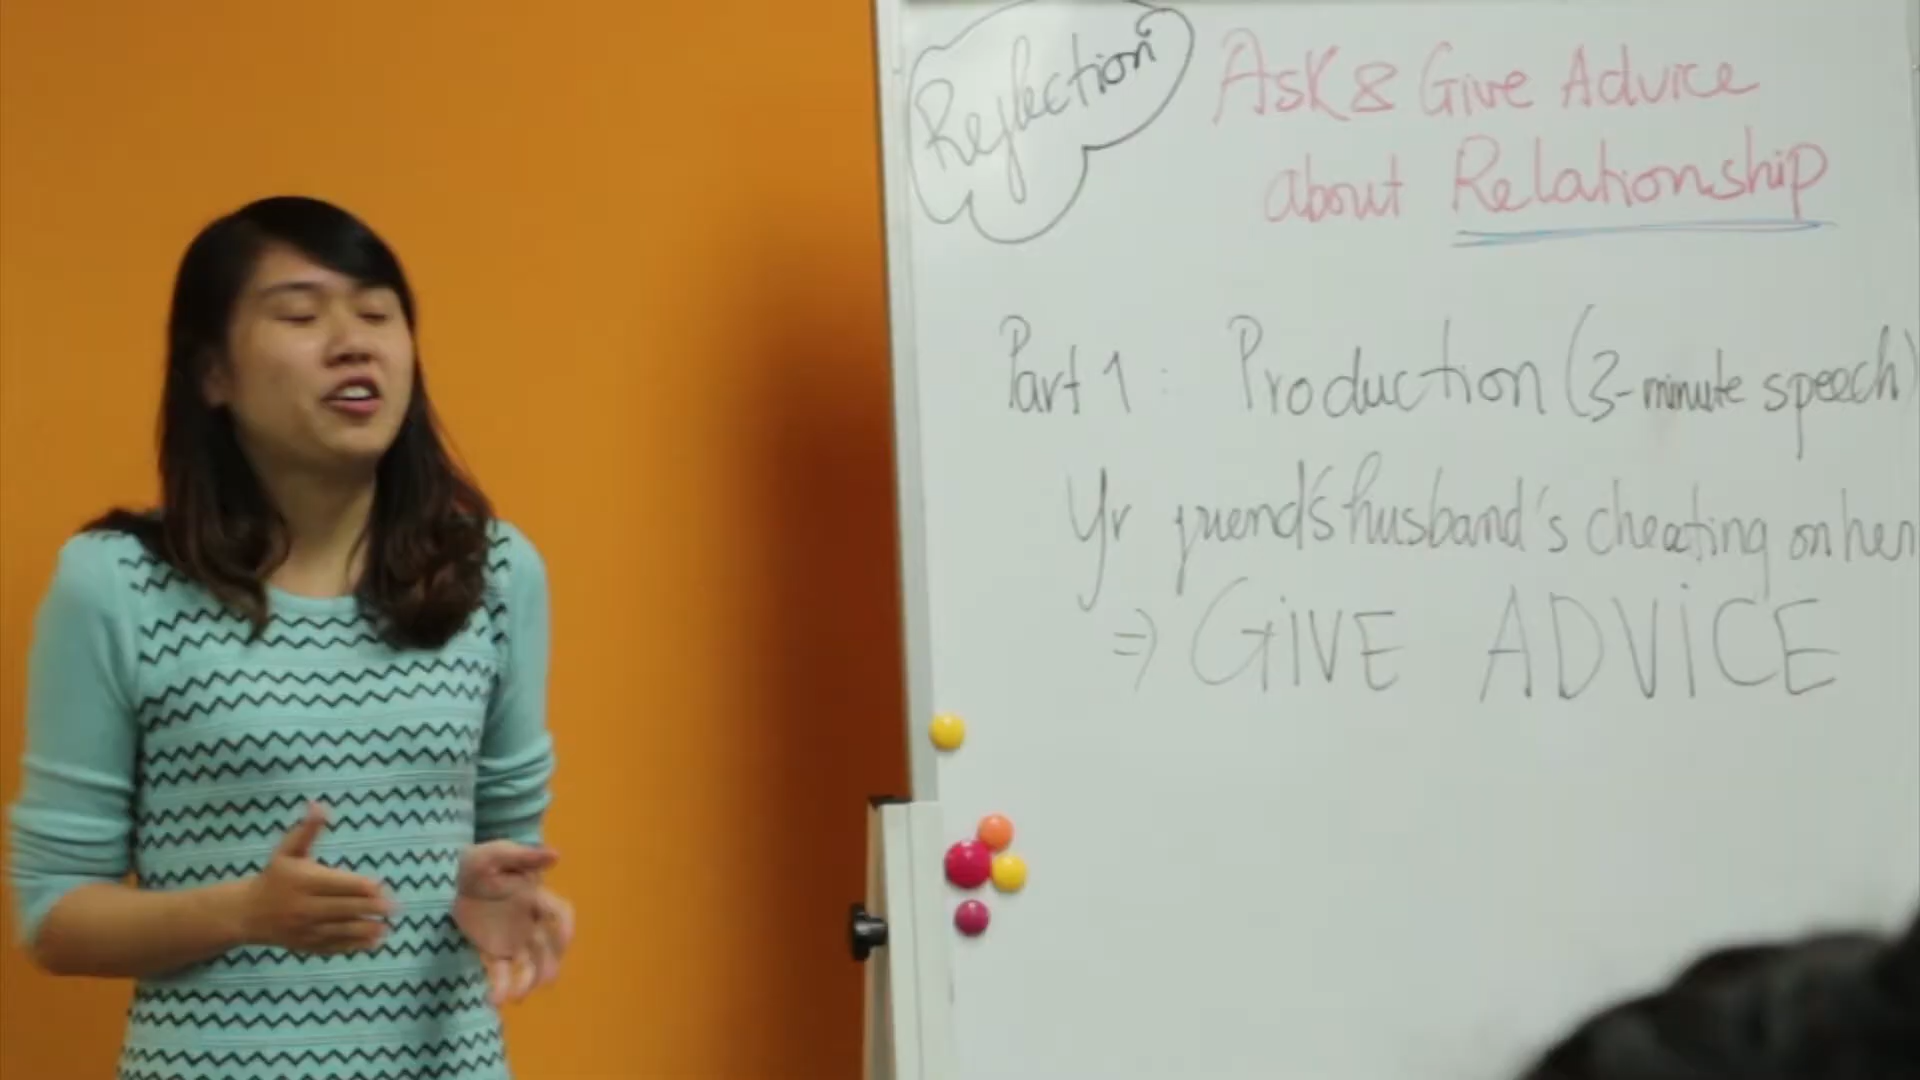 Reflection
Ask & Give Advice
about Relationship
Part 1 : Production (3-minute speech)
Yr friend's husband's cheating on her
=> GiVE ADViCE